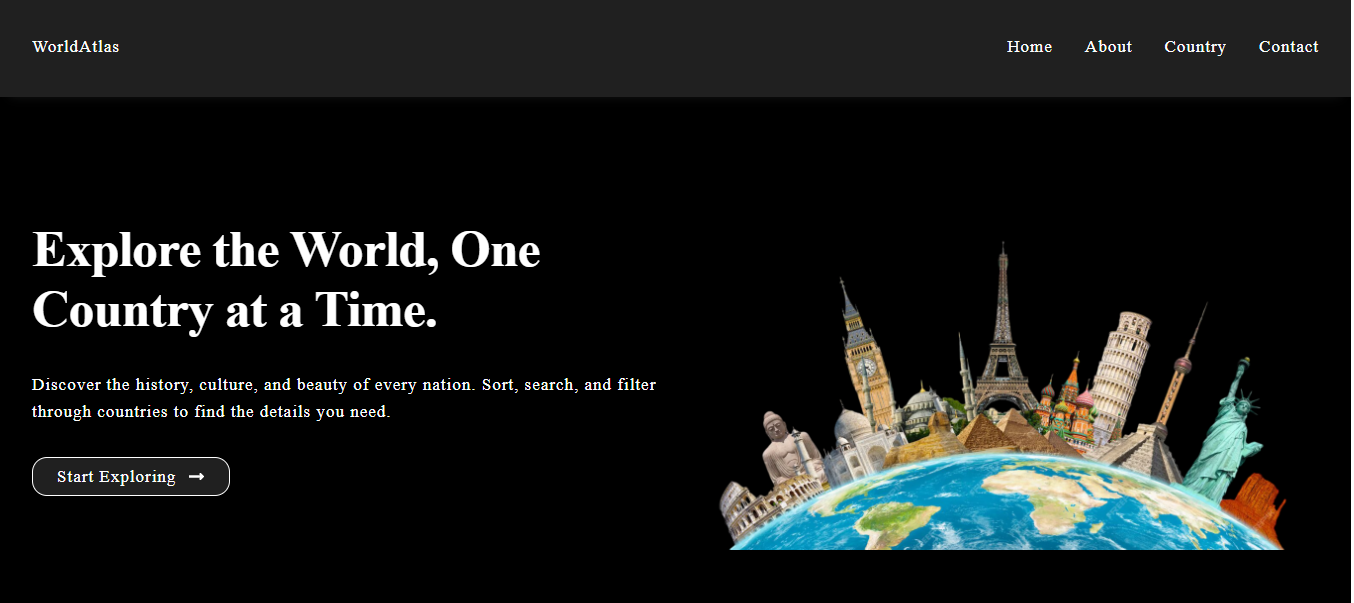 WorldAtlas
Home About Country Contact
Explore the World, One
Country at a Time.
Discover the history, culture, and beauty of every nation. Sort, search, and filter
through countries to find the details you need.
Start Exploring